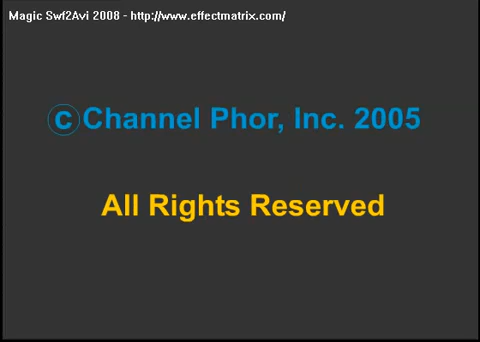 Magic Swf2Avi 2008 - http://www.effectmatrix.com/
©Channel Phor, Inc. 2005
All Rights Reserved